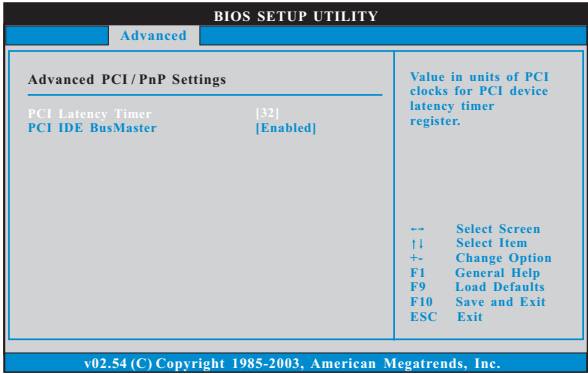 BIOS SETUP UTILITY
Advanced
Advanced PCI / PnP Settings
PCI Latency Timer [32]
PCI IDE BusMaster [Enabled]
Value in units of PCI
clocks for PCI device
latency timer
register.
←→ Select Screen
↑↓ Select Item
+- Change Option
F1 General Help
F9 Load Defaults
F10 Save and Exit
ESC Exit
v02.54 (C) Copyright 1985-2003, American Megatrends, Inc.